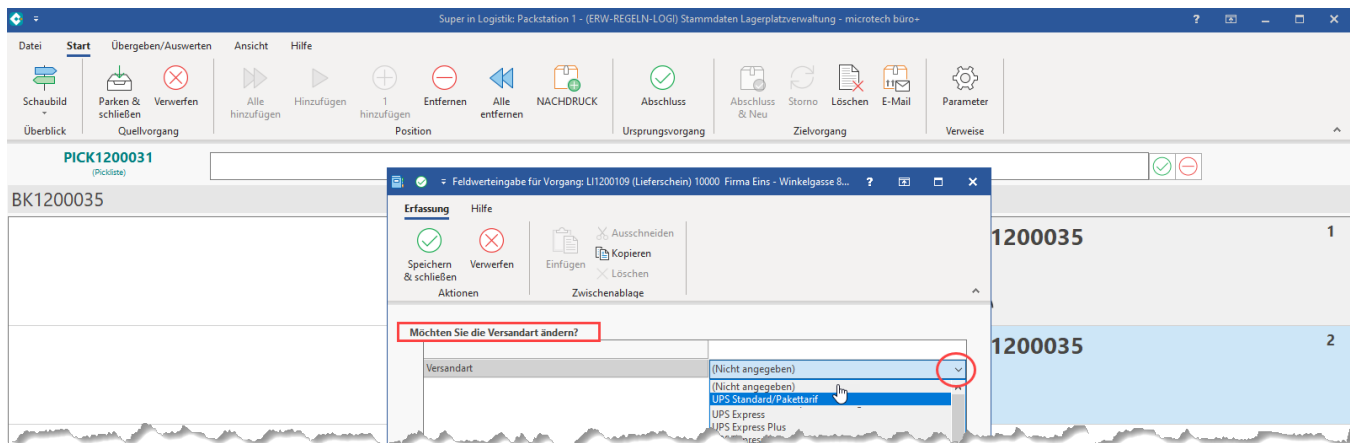 Super in Logistik: Packstation 1 - (ERW-REGELN-LOGI) Stammdaten Lagerplatzverwaltung - microtech büro+
Datei Start Übergeben/Auswerten Ansicht Hilfe
Schaubild Parken & schließen Verwerfen Alle hinzufügen Hinzufügen 1 hinzufügen Entfernen Alle entfernen NACHDRUCK Abschluss Abschluss & Neu Storno Löschen E-Mail Parameter
Überblick Quellvorgang Position Ursprungsvorgang Zielvorgang Verweise
PICK1200031
(Pickliste)
BK1200035
Feldwerteingabe für Vorgang: LI1200109 (Lieferschein) 10000 Firma Eins - Winkelgasse 8...
Erfassung Hilfe
Speichern & schließen Verwerfen Einfügen Ausschneiden
Kopieren
Löschen
Aktionen Zwischenablage
1200035 1
Möchten Sie die Versandart ändern?
1200035 2
Versandart (Nicht angegeben)
(Nicht angegeben)
UPS Standard/Pakettarif
UPS Express
UPS Express Plus